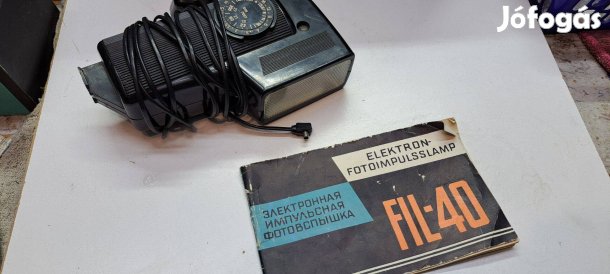 Jófogás
ELEKTRON-
FOTOIMPULSSLAMP
ЭЛЕКТРОННАЯ
ИМПУЛЬСНАЯ
ФОТОВСПЫШКА
FIL-40